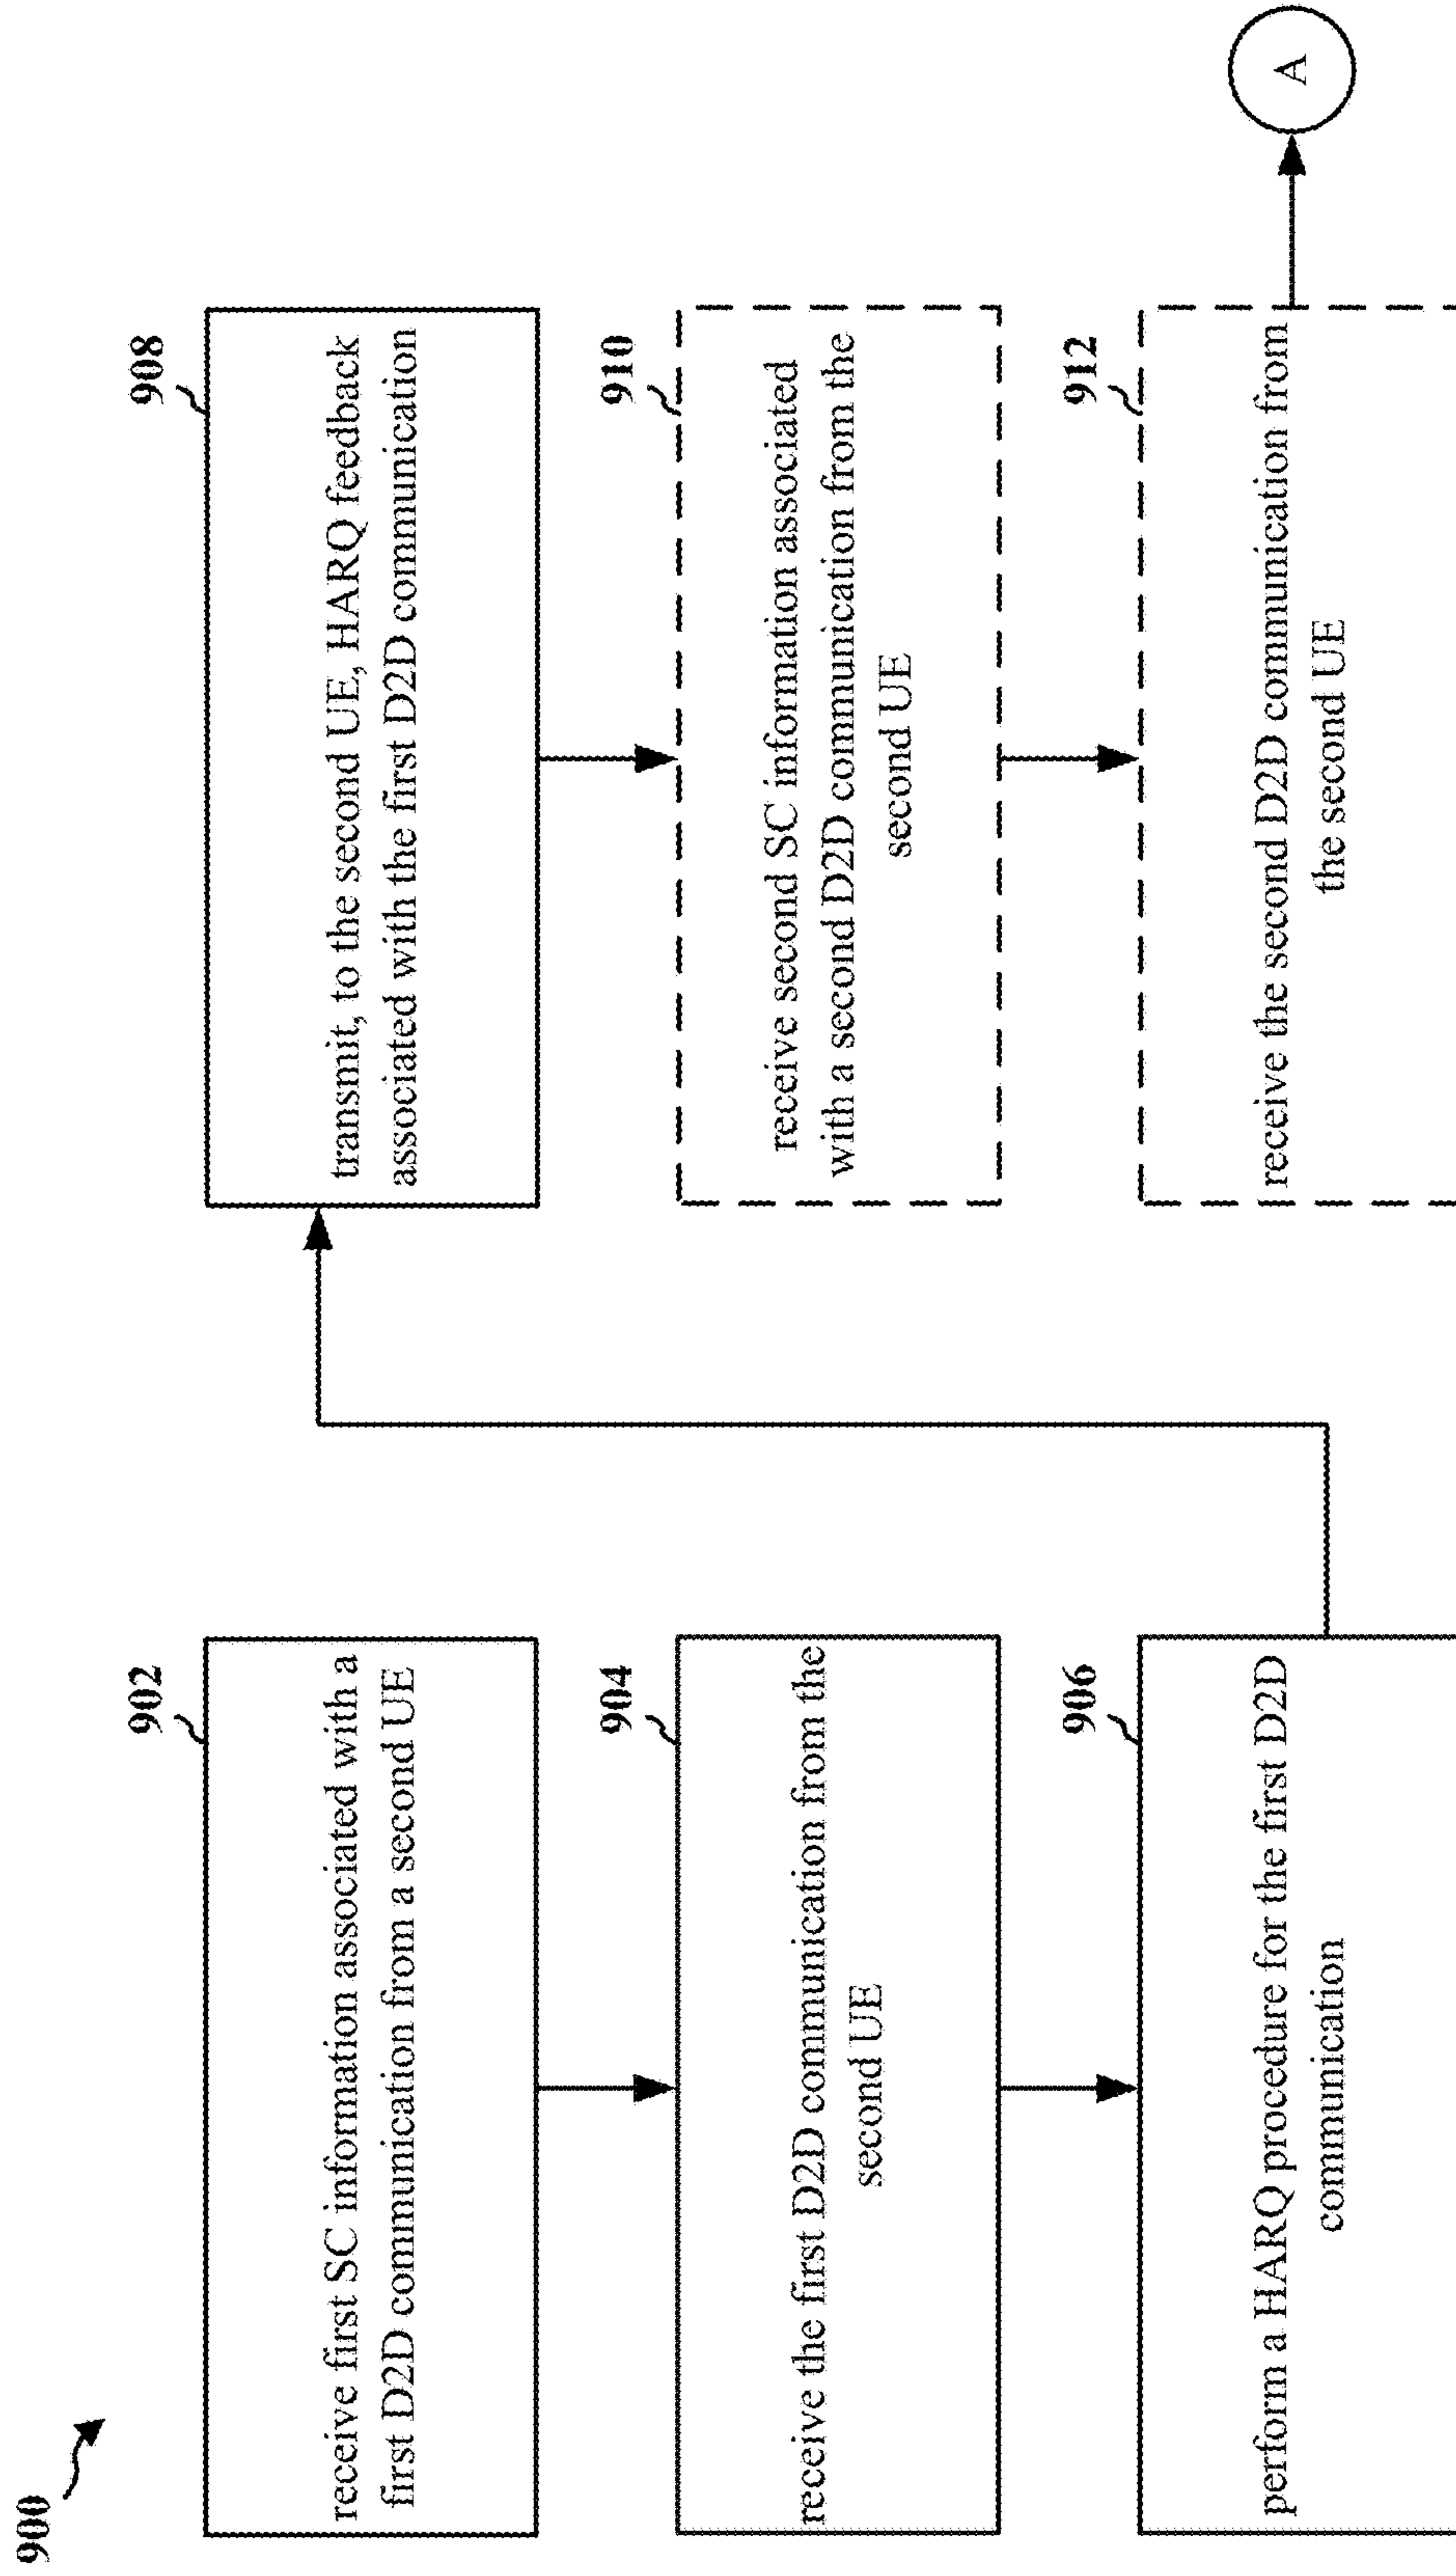 900
902
receive first SC information associated with a
first D2D communication from a second UE
904
receive the first D2D communication from the
second UE
906
perform a HARQ procedure for the first D2D
communication
908
transmit, to the second UE, HARQ feedback
associated with the first D2D communication
910
receive second SC information associated
with a second D2D communication from the
second UE
912
receive the second D2D communication from
the second UE
A